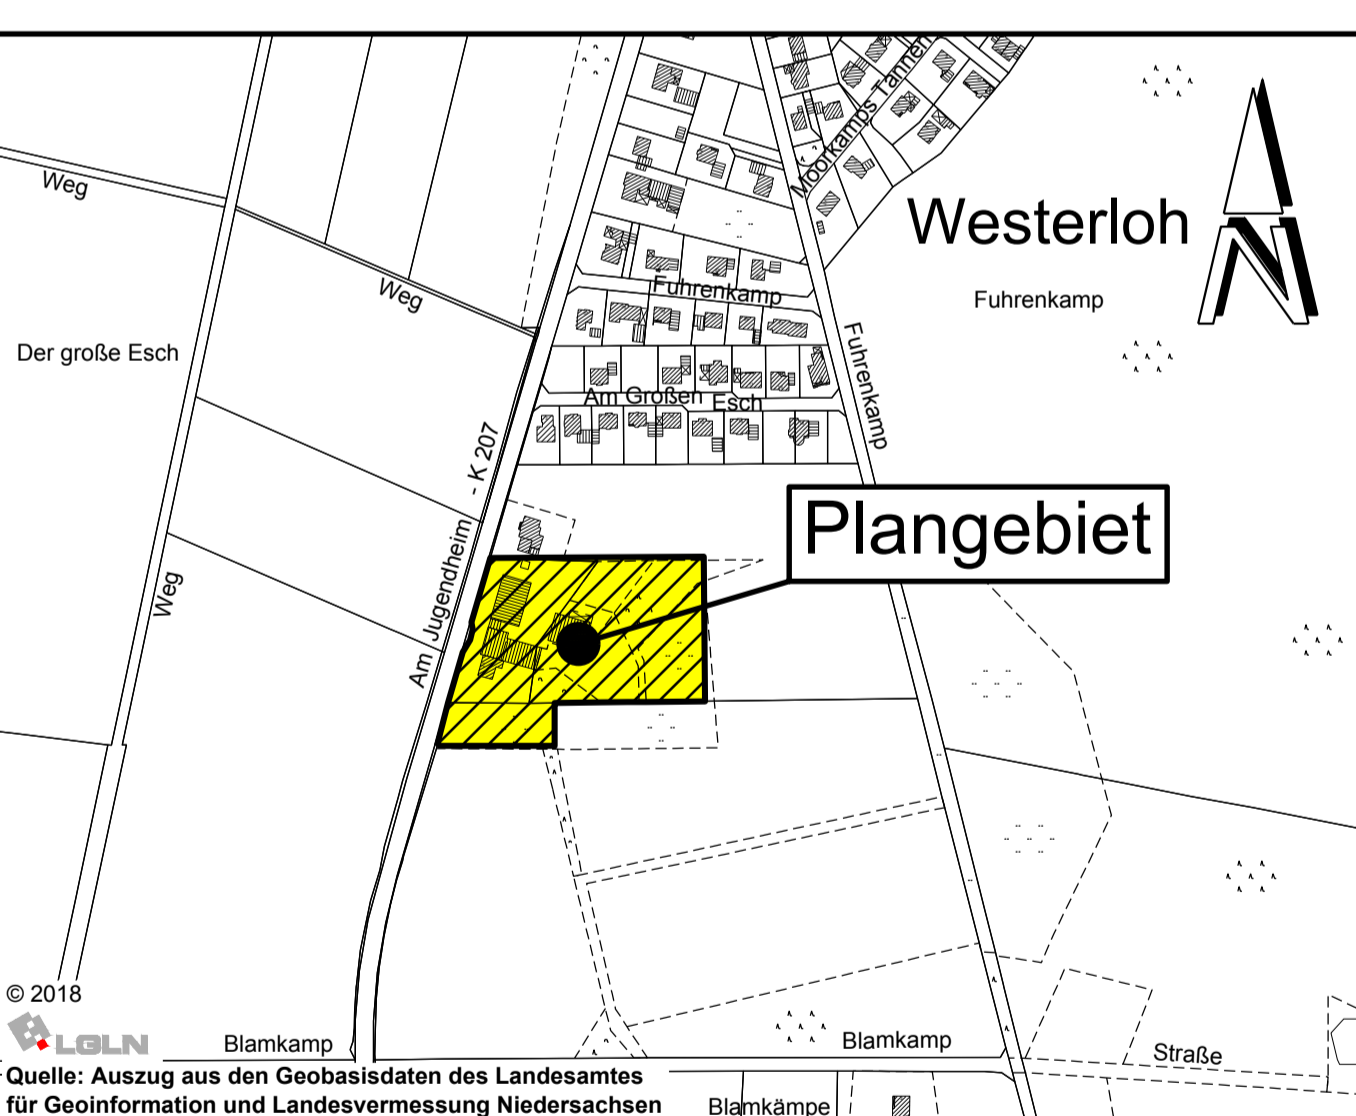 Moorkamps Tannen
Weg
Westerloh
N
Weg
Fuhrenkamp
Fuhrenkamp
Der große Esch
Fuhrenkamp
Am Großen Esch
Am Jugendheim - K 207
Plangebiet
Weg
© 2018
LGLN
Blamkamp
Blamkamp
Straße
Quelle: Auszug aus den Geobasisdaten des Landesamtes
für Geoinformation und Landesvermessung Niedersachsen
Blamkämpe